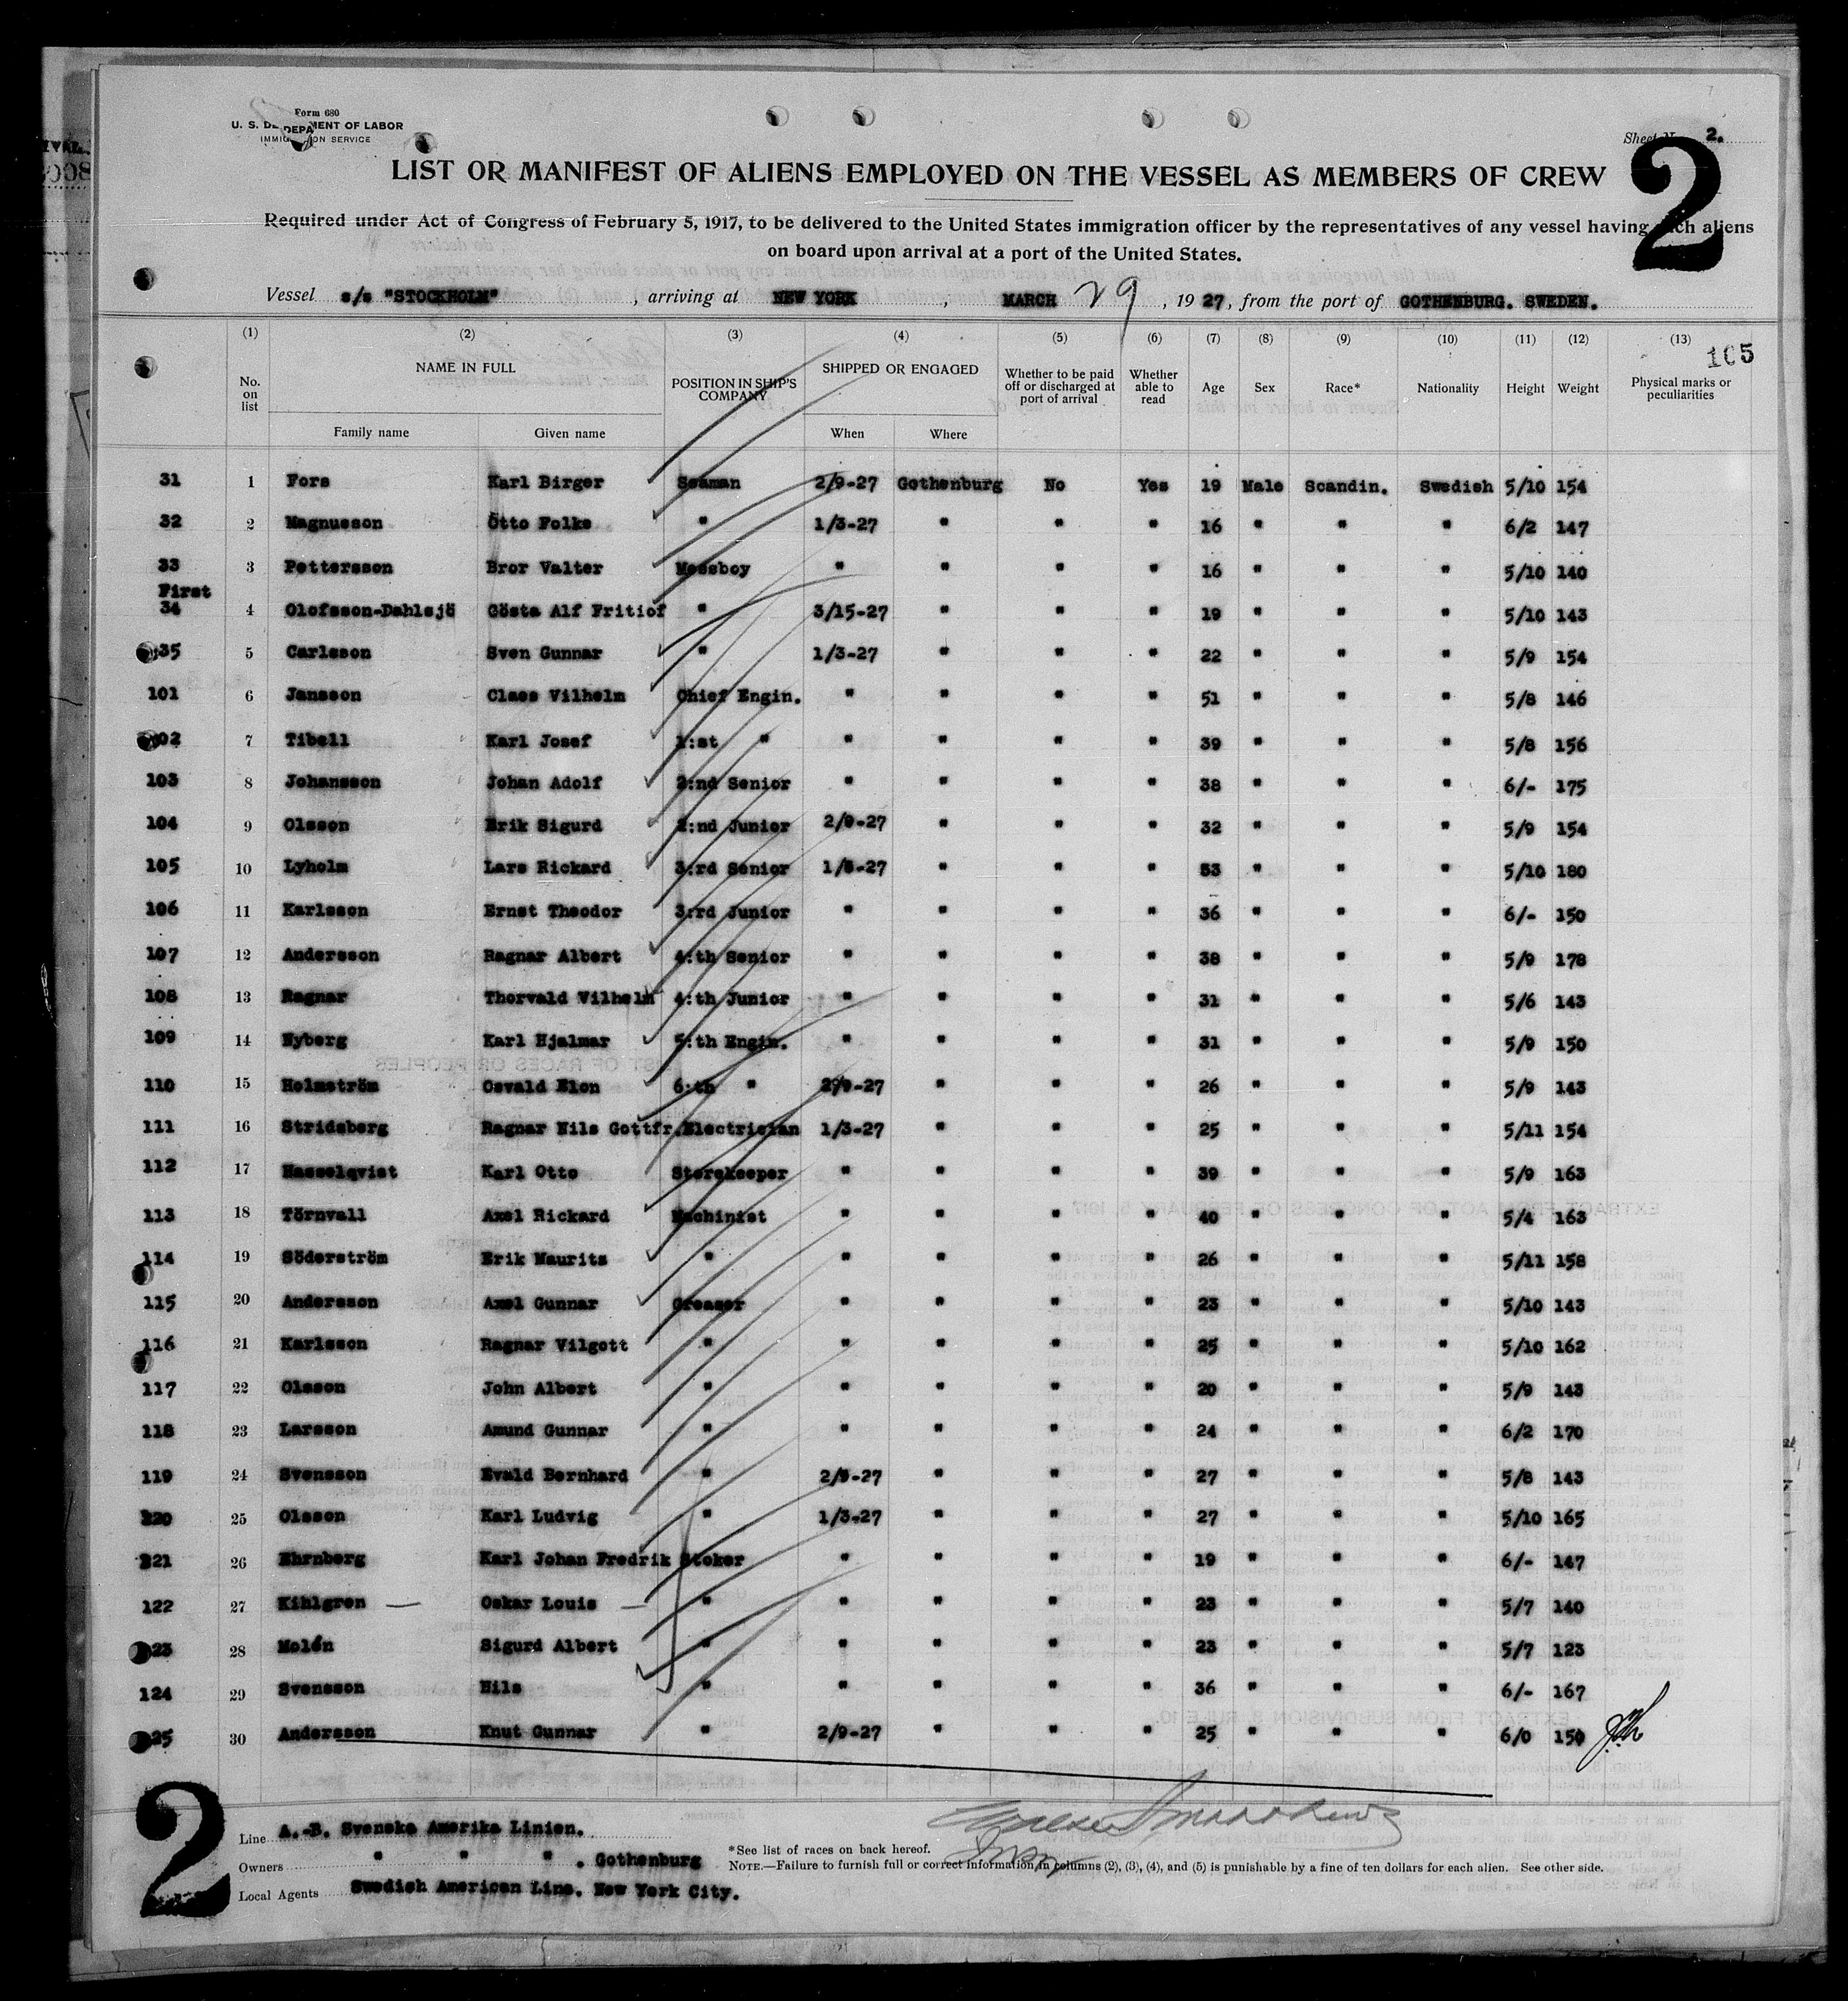 Form 680
U. S. DEPARTMENT OF LABOR
IMMIGRATION SERVICE
Sheet No. 2.
2
LIST OR MANIFEST OF ALIENS EMPLOYED ON THE VESSEL AS MEMBERS OF CREW
Required under Act of Congress of February 5, 1917, to be delivered to the United States immigration officer by the representatives of any vessel having such aliens
on board upon arrival at a port of the United States.
Vessel s/s "STOCKHOLM" , arriving at NEW YORK , MARCH 29 , 19 27, from the port of GOTHENBURG. SWEDEN.
105
(1) (2) (3) (4) (5) (6) (7) (8) (9) (10) (11) (12) (13)
No. on list NAME IN FULL POSITION IN SHIP'S COMPANY SHIPPED OR ENGAGED Whether to be paid off or discharged at port of arrival Whether able to read Age Sex Race* Nationality Height Weight Physical marks or peculiarities
Family name Given name When Where
31 1 Fors Karl Birger Seaman 2/9-27 Gothenburg No Yes 19 Male Scandin. Swedish 5/10 154
32 2 Magnusson Otto Folke " 1/3-27 " " " 16 " " " 6/2 147
33 3 Pettersson Bror Valter Messboy " " " " 16 " " " 5/10 140
First
34 4 Olofsson-Dahlsjö Gösta Alf Fritiof " 3/15-27 " " " 19 " " " 5/10 143
35 5 Carlsson Sven Gunnar " 1/3-27 " " " 22 " " " 5/9 154
101 6 Jansson Claes Vilhelm Chief Engin. " " " " 51 " " " 5/8 146
102 7 Tibell Karl Josef 1:st " " " " " 39 " " " 5/8 156
103 8 Johansson Johan Adolf 2:nd Senior " " " " 38 " " " 6/- 175
104 9 Olsson Erik Sigurd 2:nd Junior 2/9-27 " " " 32 " " " 5/9 154
105 10 Lyholm Lars Rickard 3:rd Senior 1/3-27 " " " 53 " " " 5/10 180
106 11 Karlsson Ernst Theodor 3:rd Junior " " " " 36 " " " 6/- 150
107 12 Andersson Ragnar Albert 4:th Senior " " " " 38 " " " 5/9 178
108 13 Ragnar Thorvald Vilhelm 4:th Junior " " " " 31 " " " 5/6 143
109 14 Nyberg Karl Hjalmar 5:th Engin. " " " " 31 " " " 5/9 150
110 15 Holmström Osvald Elon 6:th " 2/9-27 " " " 26 " " " 5/9 143
111 16 Stridsberg Ragnar Nils Gottfr. Electrician 1/3-27 " " " 25 " " " 5/11 154
112 17 Hasselqvist Karl Otto Storekeeper " " " " 39 " " " 5/9 163
113 18 Törnvall Axel Rickard Machinist " " " " 40 " " " 5/4 163
114 19 Söderström Erik Maurits " " " " " 26 " " " 5/11 158
115 20 Andersson Axel Gunnar Greaser " " " " 23 " " " 5/10 143
116 21 Karlsson Ragnar Vilgott " " " " " 25 " " " 5/10 162
117 22 Olsson John Albert " " " " " 20 " " " 5/9 143
118 23 Larsson Amund Gunnar " " " " " 24 " " " 6/2 170
119 24 Svensson Evald Bernhard " 2/9-27 " " " 27 " " " 5/8 143
120 25 Olsson Karl Ludvig " 1/3-27 " " " 27 " " " 5/10 165
121 26 Ehrnberg Karl Johan Fredrik Stoker " " " " 19 " " " 6/- 147
122 27 Kihlgren — Oskar Louis — " " " " " 23 " " " 5/7 140
123 28 Molén Sigurd Albert " " " " " 23 " " " 5/7 123
124 29 Svensson Nils " " " " " 36 " " " 6/- 167
125 30 Andersson Knut Gunnar " 2/9-27 " " " 25 " " " 6/0 150
2
Line A.-B. Svenska Amerika Linien.
Owners " " " . Gothenburg
Local Agents Swedish American Line. New York City.
*See list of races on back hereof.
NOTE.—Failure to furnish full or correct information in columns (2), (3), (4), and (5) is punishable by a fine of ten dollars for each alien. See other side.